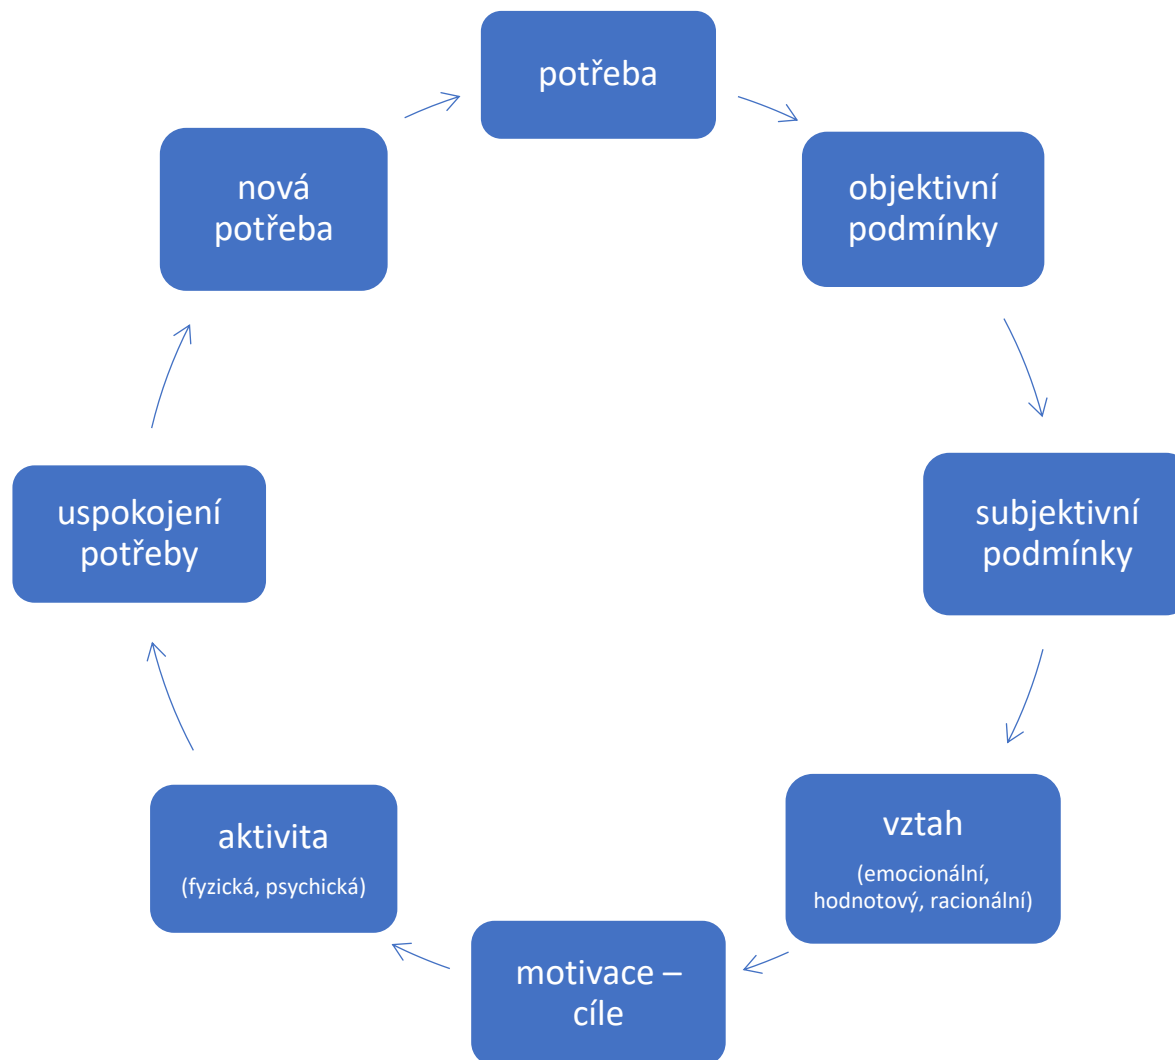 potřeba
objektivní
podmínky
subjektivní
podmínky
vztah
(emocionální,
hodnotový, racionální)
motivace –
cíle
aktivita
(fyzická, psychická)
uspokojení
potřeby
nová
potřeba